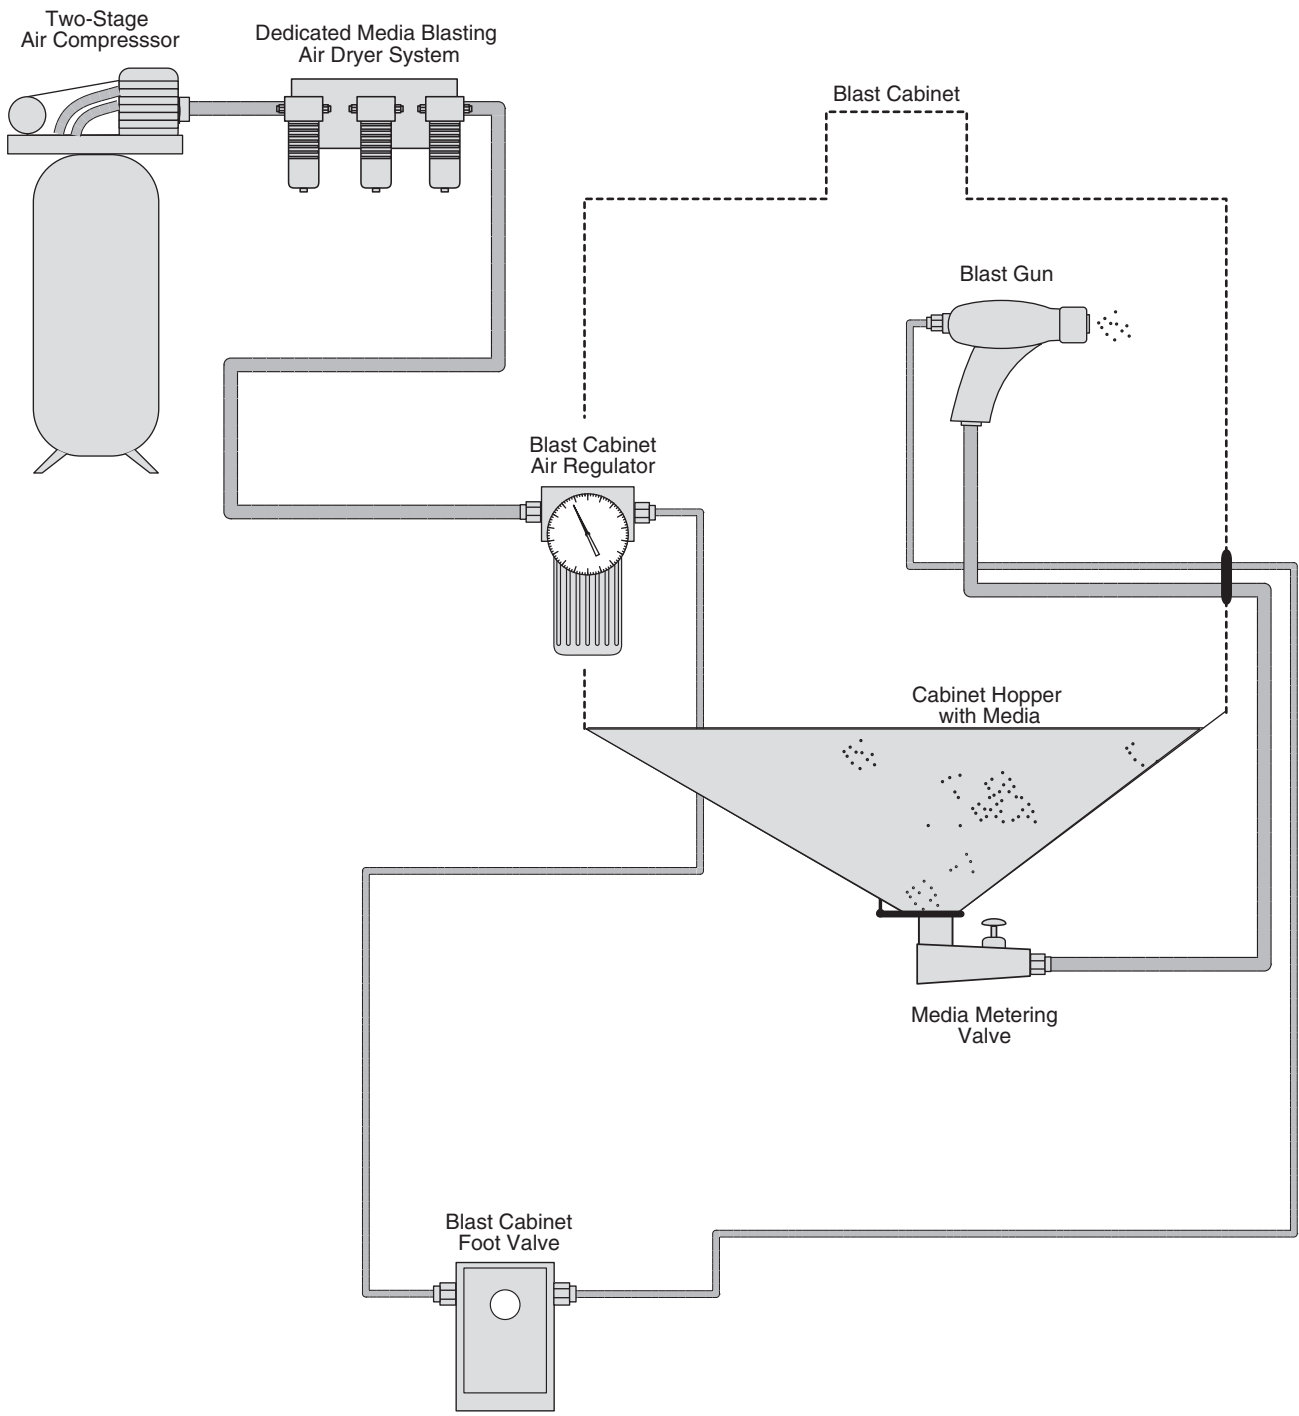 Two-Stage
Air Compresssor
Dedicated Media Blasting
Air Dryer System
Blast Cabinet
Blast Gun
Blast Cabinet
Air Regulator
Cabinet Hopper
with Media
Media Metering
Valve
Blast Cabinet
Foot Valve